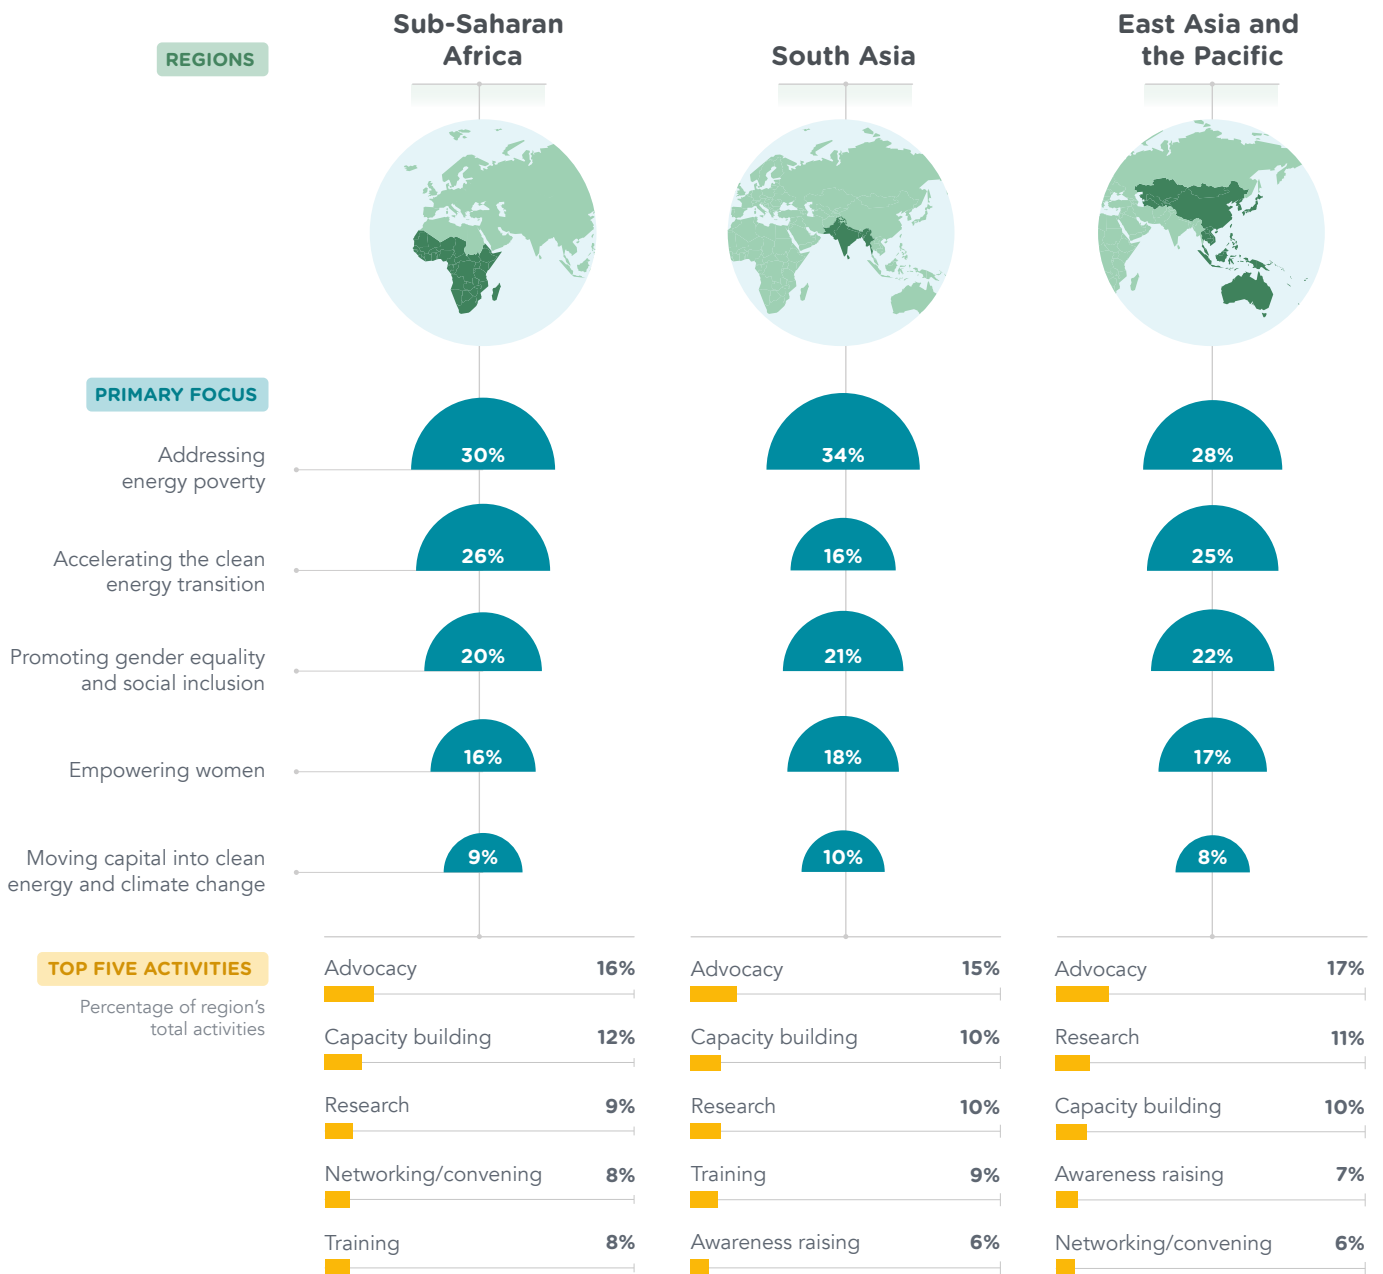 REGIONS
Sub-Saharan
Africa
South Asia
East Asia and
the Pacific
PRIMARY FOCUS
Addressing
energy poverty
30%
34%
28%
Accelerating the clean
energy transition
26%
16%
25%
Promoting gender equality
and social inclusion
20%
21%
22%
Empowering women
16%
18%
17%
Moving capital into clean
energy and climate change
9%
10%
8%
TOP FIVE ACTIVITIES
Percentage of region's
total activities
Advocacy 16%
Capacity building 12%
Research 9%
Networking/convening 8%
Training 8%
Advocacy 15%
Capacity building 10%
Research 10%
Training 9%
Awareness raising 6%
Advocacy 17%
Research 11%
Capacity building 10%
Awareness raising 7%
Networking/convening 6%